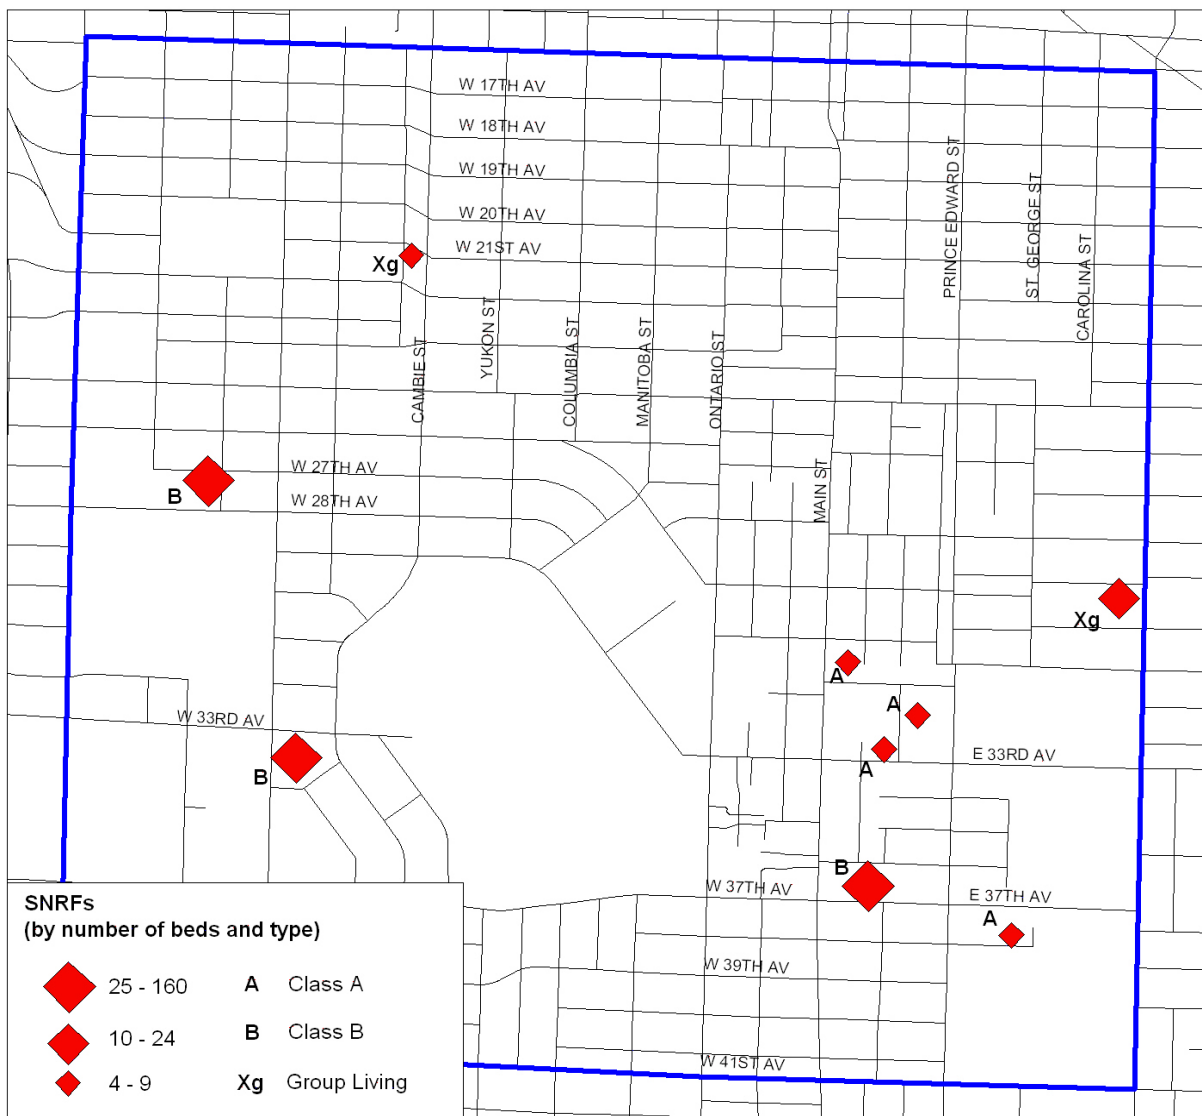 W 17TH AV
W 18TH AV
PRINCE EDWARD ST
W 19TH AV
ST. GEORGE ST
W 20TH AV
CAROLINA ST
W 21ST AV
Xg
YUKON ST
COLUMBIA ST
MANITOBA ST
ONTARIO ST
CAMBIE ST
MAIN ST
W 27TH AV
B
W 28TH AV
Xg
A
A
W 33RD AV
E 33RD AV
A
B
B
W 37TH AV
E 37TH AV
A
W 39TH AV
W 41ST AV
SNRFs
(by number of beds and type)
25 - 160 A Class A
10 - 24 B Class B
4 - 9 Xg Group Living